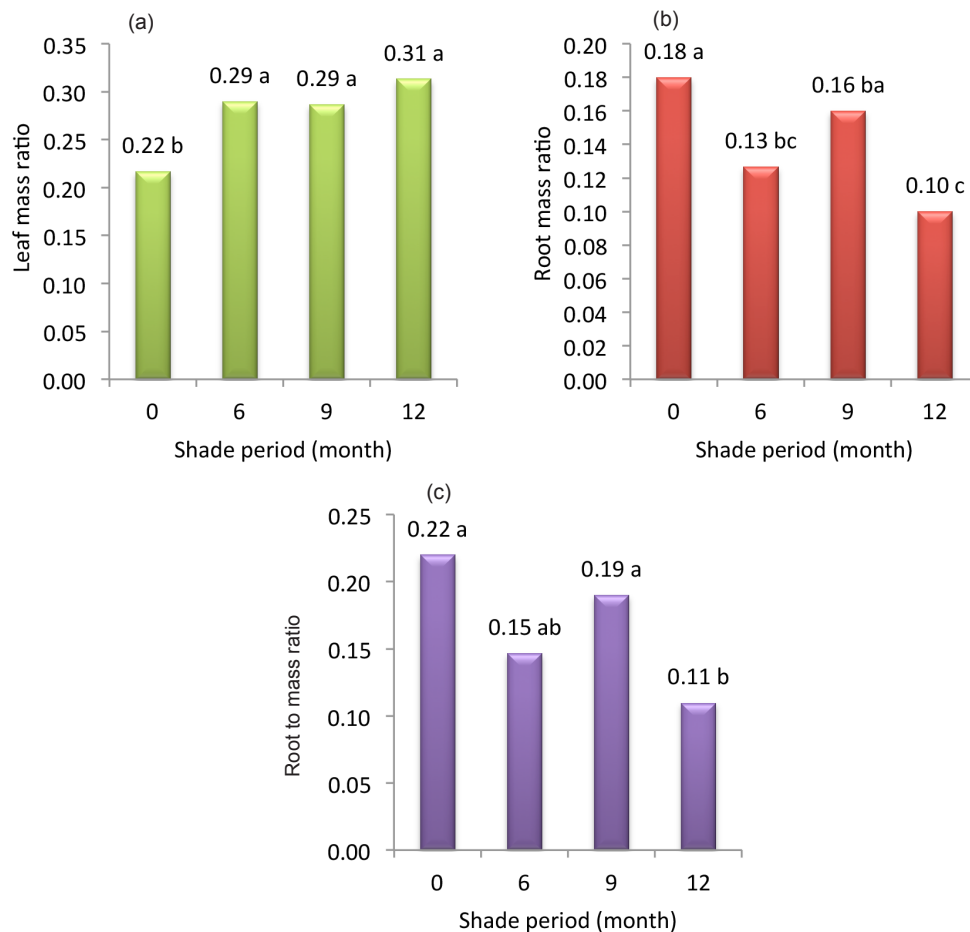 (a)
0.35
0.30
0.25
0.20
0.15
0.10
0.05
0.00
Leaf mass ratio
0.22 b
0.29 a
0.29 a
0.31 a
0 6 9 12
Shade period (month)
(b)
0.20
0.18
0.16
0.14
0.12
0.10
0.08
0.06
0.04
0.02
0.00
Root mass ratio
0.18 a
0.13 bc
0.16 ba
0.10 c
0 6 9 12
Shade period (month)
(c)
0.25
0.20
0.15
0.10
0.05
0.00
Root to mass ratio
0.22 a
0.15 ab
0.19 a
0.11 b
0 6 9 12
Shade period (month)